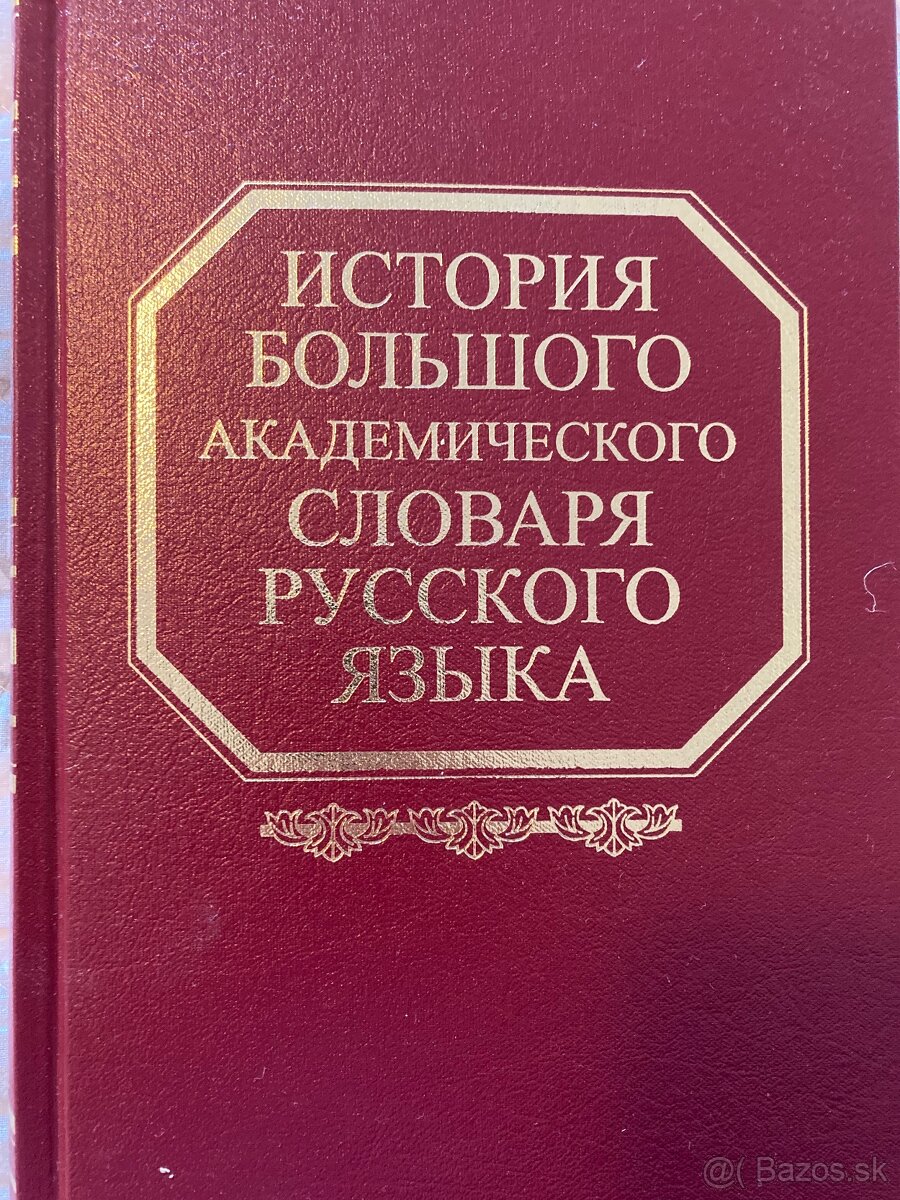 ИСТОРИЯ
БОЛЬШОГО
АКАДЕМИЧЕСКОГО
СЛОВАРЯ
РУССКОГО
ЯЗЫКА
@( Bazos.sk